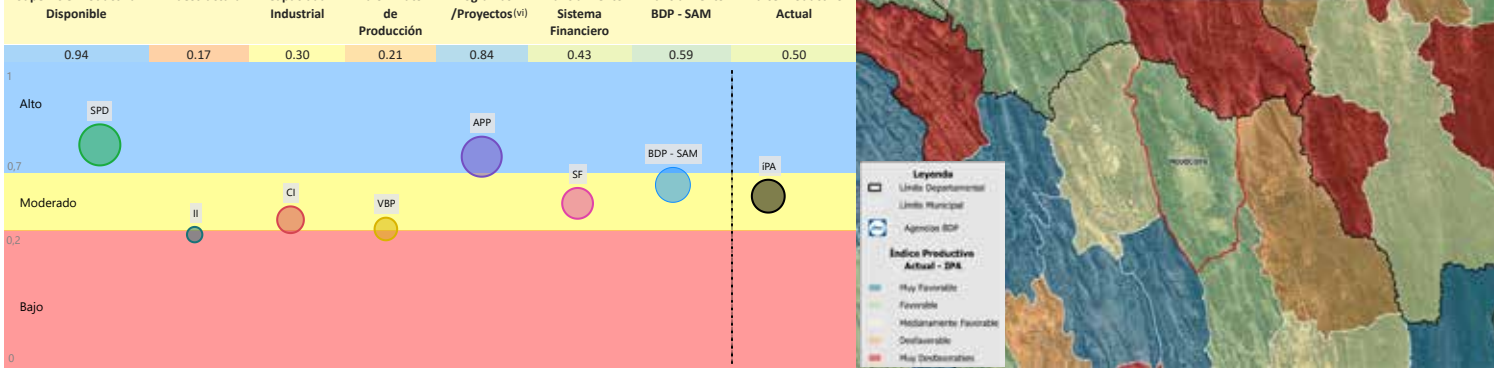 Disponible
Industrial
de
Producción
/Proyectos(vi)
Sistema
Financiero
BDP - SAM
Actual
0.94 0.17 0.30 0.21 0.84 0.43 0.59 0.50
1
Alto
SPD
APP
BDP - SAM
0,7
iPA
SF
CI
Moderado
VBP
II
0,2
Bajo
0
Leyenda
Límite Departamental
Límite Municipal
Agencias BDP
Índice Productivo
Actual - IPA
Muy Favorable
Favorable
Medianamente Favorable
Desfavorable
Muy Desfavorable